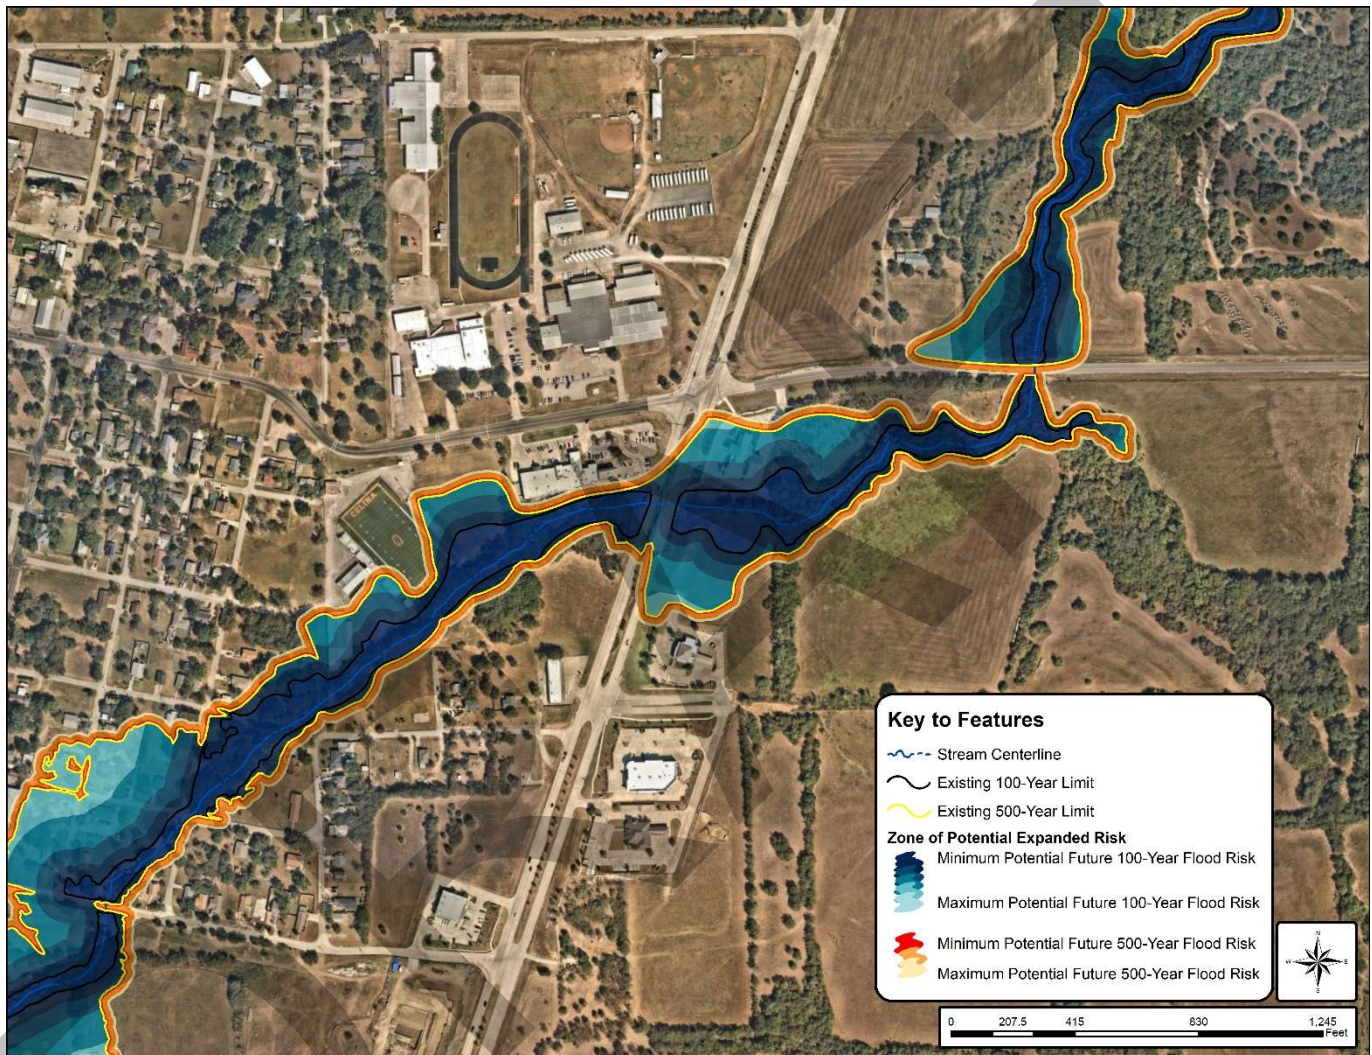 CELINA
Key to Features
Stream Centerline
Existing 100-Year Limit
Existing 500-Year Limit
Zone of Potential Expanded Risk
Minimum Potential Future 100-Year Flood Risk
Maximum Potential Future 100-Year Flood Risk
Minimum Potential Future 500-Year Flood Risk
Maximum Potential Future 500-Year Flood Risk
N
W E
S
0 207.5 415 830 1,245
Feet